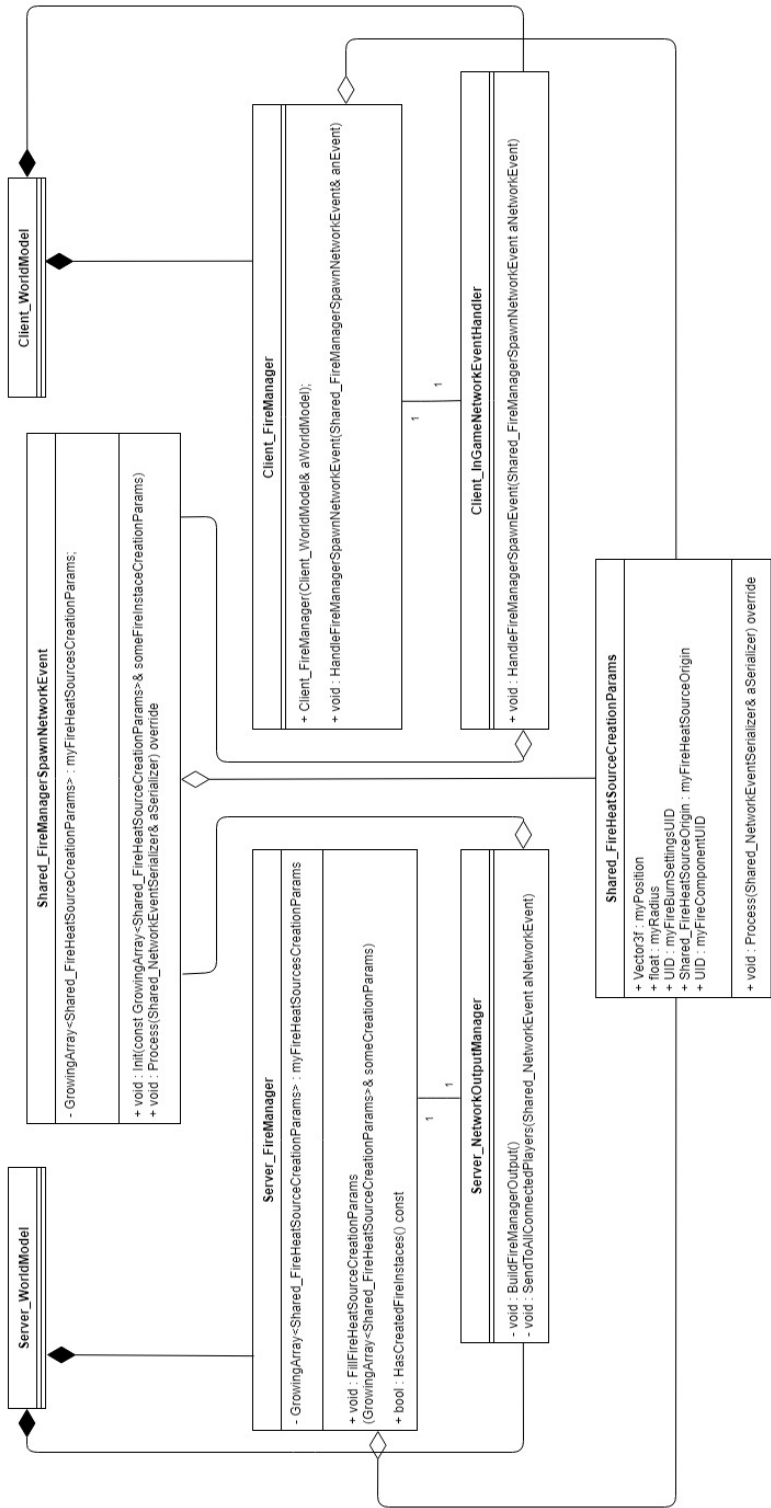 Server_WorldModel
Shared_FireManagerSpawnNetworkEvent
- GrowingArray<Shared_FireHeatSourceCreationParams> : myFireHeatSourcesCreationParams;
+ void : Init(const GrowingArray<Shared_FireHeatSourceCreationParams>& someFireInstaceCreationParams)
+ void : Process(Shared_NetworkEventSerializer& aSerializer) override
Client_WorldModel
Server_FireManager
- GrowingArray<Shared_FireHeatSourceCreationParams> : myFireHeatSourcesCreationParams
+ void : FillFireHeatSourceCreationParams
(GrowingArray<Shared_FireHeatSourceCreationParams>& someCreationParams)
+ bool : HasCreatedFireInstaces() const
Client_FireManager
+ Client_FireManager(Client_WorldModel& aWorldModel);
+ void : HandleFireManagerSpawnNetworkEvent(Shared_FireManagerSpawnNetworkEvent& anEvent)
1
1
1
1
Server_NetworkOutputManager
- void : BuildFireManagerOutput()
- void : SendToAllConnectedPlayers(Shared_NetworkEvent aNetworkEvent)
Client_InGameNetworkEventHandler
+ void : HandleFireManagerSpawnEvent(Shared_FireManagerSpawnNetworkEvent aNetworkEvent)
Shared_FireHeatSourceCreationParams
+ Vector3f : myPosition
+ float : myRadius
+ UID : myFireBurnSettingsUID
+ Shared_FireHeatSourceOrigin : myFireHeatSourceOrigin
+ UID : myFireComponentUID
+ void : Process(Shared_NetworkEventSerializer& aSerializer) override